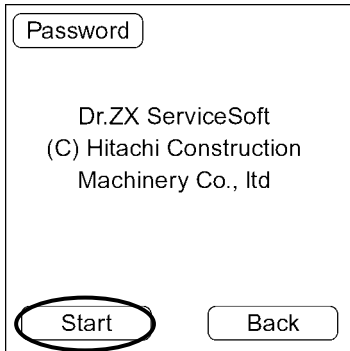 Password
Dr.ZX ServiceSoft
(C) Hitachi Construction
Machinery Co., ltd
Start
Back